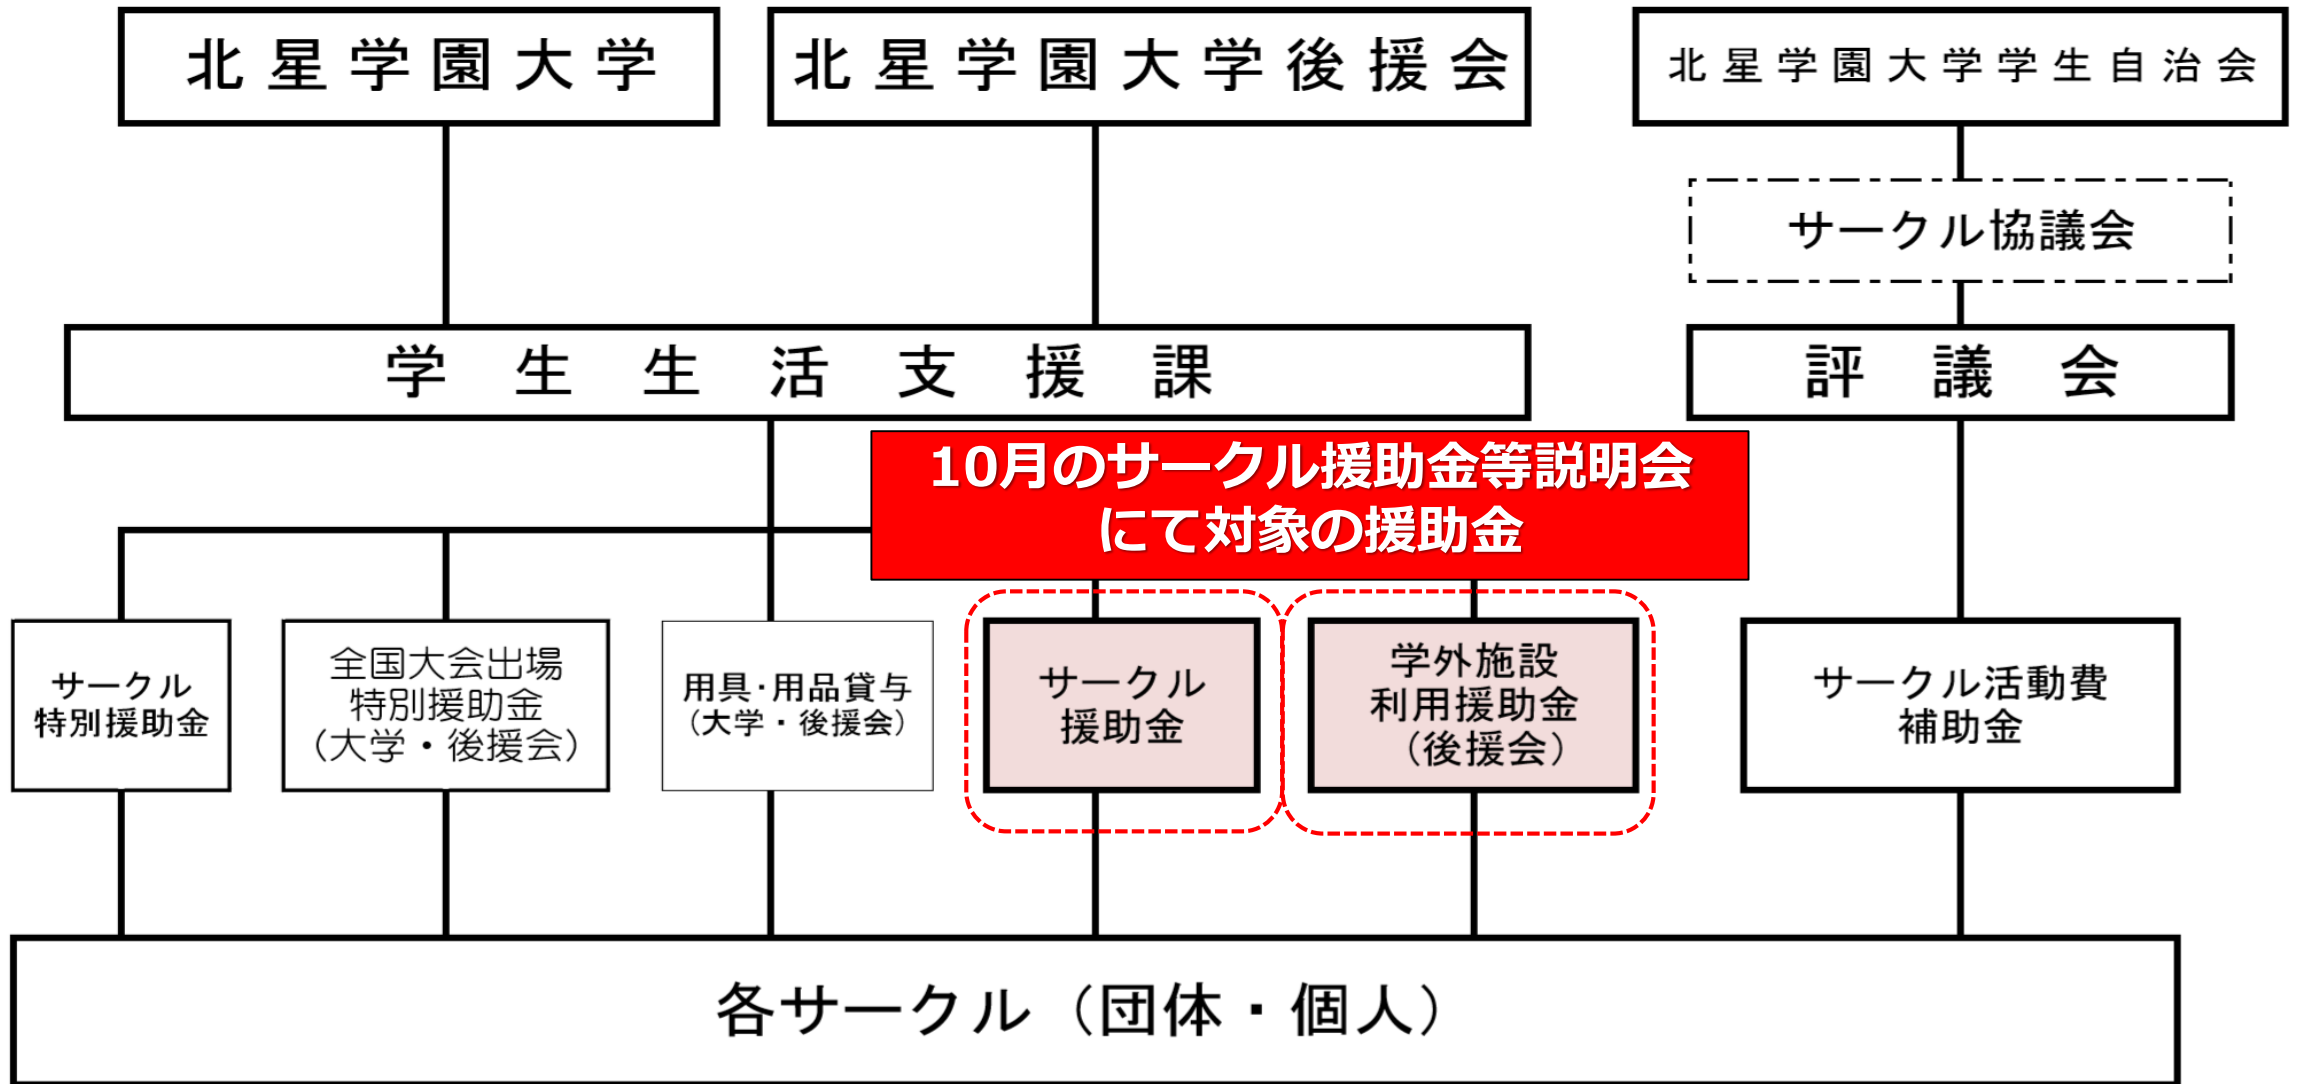 北星学園大学
北星学園大学後援会
北星学園大学学生自治会
サークル協議会
学生生活支援課
評議会
10月のサークル援助金等説明会
にて対象の援助金
サークル
特別援助金
全国大会出場
特別援助金
（大学・後援会）
用具・用品貸与
（大学・後援会）
サークル
援助金
学外施設
利用援助金
（後援会）
サークル活動費
補助金
各サークル（団体・個人）